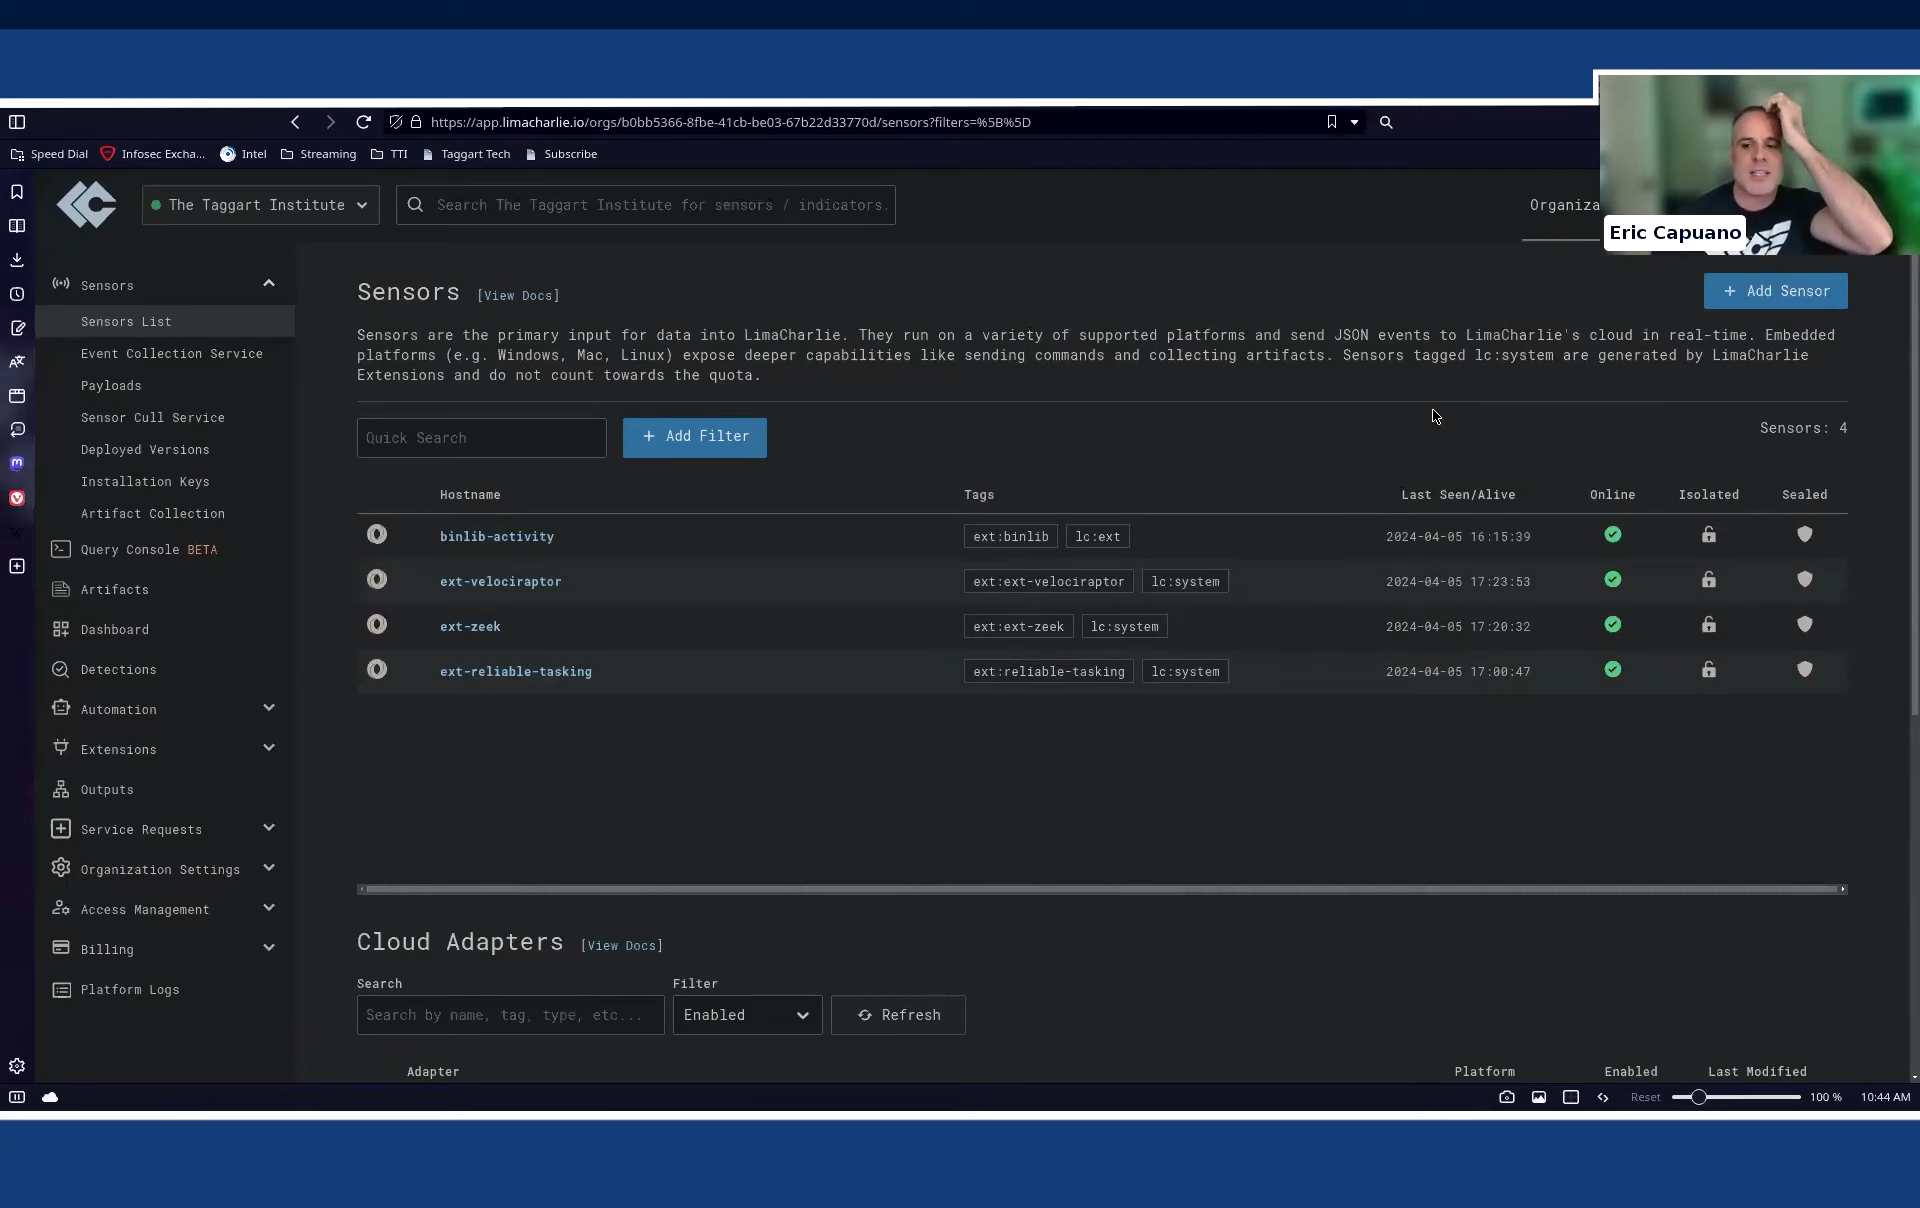 https://app.limacharlie.io/orgs/b0bb5366-8fbe-41cb-be03-67b22d33770d/sensors?filters=%5B%5D
Speed Dial
Infosec Excha...
Intel
Streaming
TTI
Taggart Tech
Subscribe
The Taggart Institute
Search The Taggart Institute for sensors / indicators.
Organiza
Eric Capuano
Sensors
Sensors List
Event Collection Service
Payloads
Sensor Cull Service
Deployed Versions
Installation Keys
Artifact Collection
Query Console BETA
Artifacts
Dashboard
Detections
Automation
Extensions
Outputs
Service Requests
Organization Settings
Access Management
Billing
Platform Logs
Sensors [View Docs]
+ Add Sensor
Sensors are the primary input for data into LimaCharlie. They run on a variety of supported platforms and send JSON events to LimaCharlie's cloud in real-time. Embedded
platforms (e.g. Windows, Mac, Linux) expose deeper capabilities like sending commands and collecting artifacts. Sensors tagged lc:system are generated by LimaCharlie
Extensions and do not count towards the quota.
Quick Search
+ Add Filter
Sensors: 4
Hostname Tags Last Seen/Alive Online Isolated Sealed
binlib-activity ext:binlib lc:ext 2024-04-05 16:15:39
ext-velociraptor ext:ext-velociraptor lc:system 2024-04-05 17:23:53
ext-zeek ext:ext-zeek lc:system 2024-04-05 17:20:32
ext-reliable-tasking ext:reliable-tasking lc:system 2024-04-05 17:00:47
Cloud Adapters [View Docs]
Search
Filter
Search by name, tag, type, etc...
Enabled
Refresh
Adapter Platform Enabled Last Modified
Reset
100 %
10:44 AM